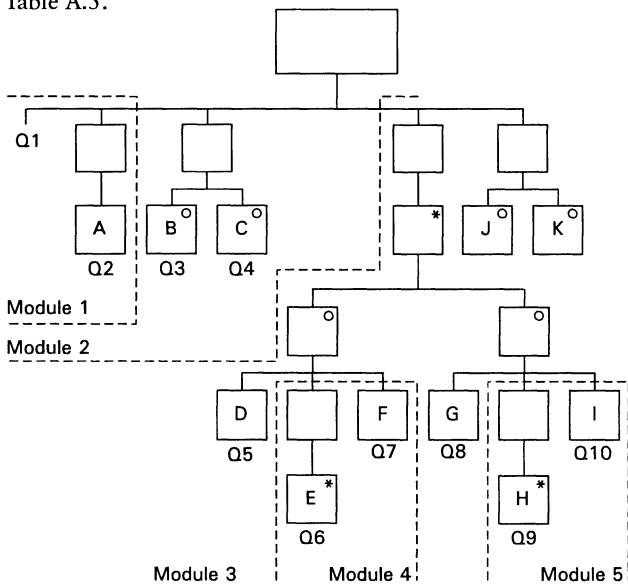 Table A.5.
Q1
A
B
C
*
J
K
Q2
Q3
Q4
Module 1
Module 2
D
F
G
I
Q5
Q7
Q8
Q10
E *
H *
Q6
Q9
Module 3
Module 4
Module 5